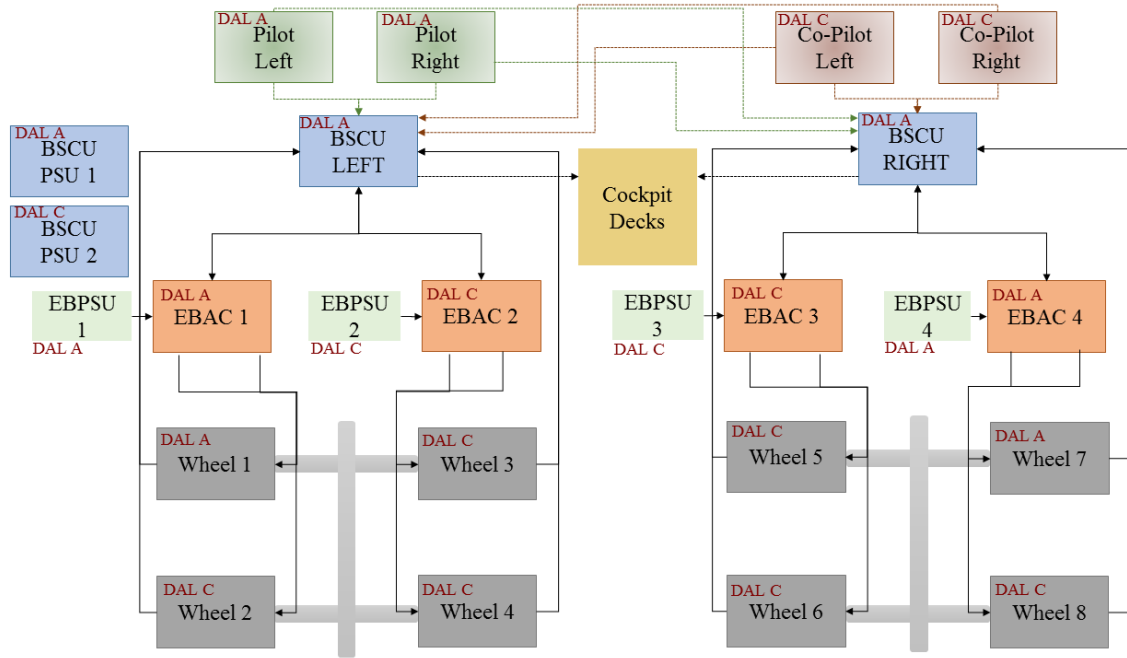 DAL A
Pilot
Left
DAL A
Pilot
Right
DAL C
Co-Pilot
Left
DAL C
Co-Pilot
Right
DAL A
BSCU
PSU 1
DAL C
BSCU
PSU 2
DAL A
BSCU
LEFT
Cockpit
Decks
DAL A
BSCU
RIGHT
EBPSU
1
DAL A
DAL A
EBAC 1
EBPSU
2
DAL C
DAL C
EBAC 2
EBPSU
3
DAL C
DAL C
EBAC 3
EBPSU
4
DAL A
DAL A
EBAC 4
DAL A
Wheel 1
DAL C
Wheel 3
DAL C
Wheel 5
DAL A
Wheel 7
DAL C
Wheel 2
DAL C
Wheel 4
DAL C
Wheel 6
DAL C
Wheel 8